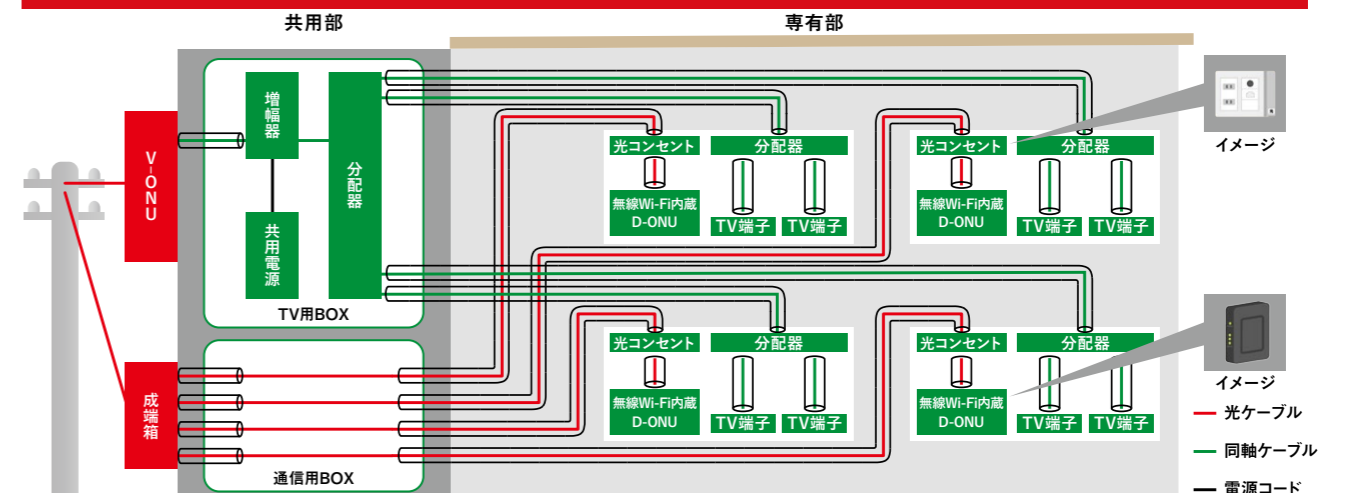 共用部
専有部
V-ONU
増幅器
分配器
共用電源
TV用BOX
成端箱
通信用BOX
光コンセント
分配器
無線Wi-Fi内蔵
D-ONU
TV端子
TV端子
光コンセント
分配器
無線Wi-Fi内蔵
D-ONU
TV端子
TV端子
イメージ
光コンセント
分配器
無線Wi-Fi内蔵
D-ONU
TV端子
TV端子
光コンセント
分配器
無線Wi-Fi内蔵
D-ONU
TV端子
TV端子
イメージ
光ケーブル
同軸ケーブル
電源コード